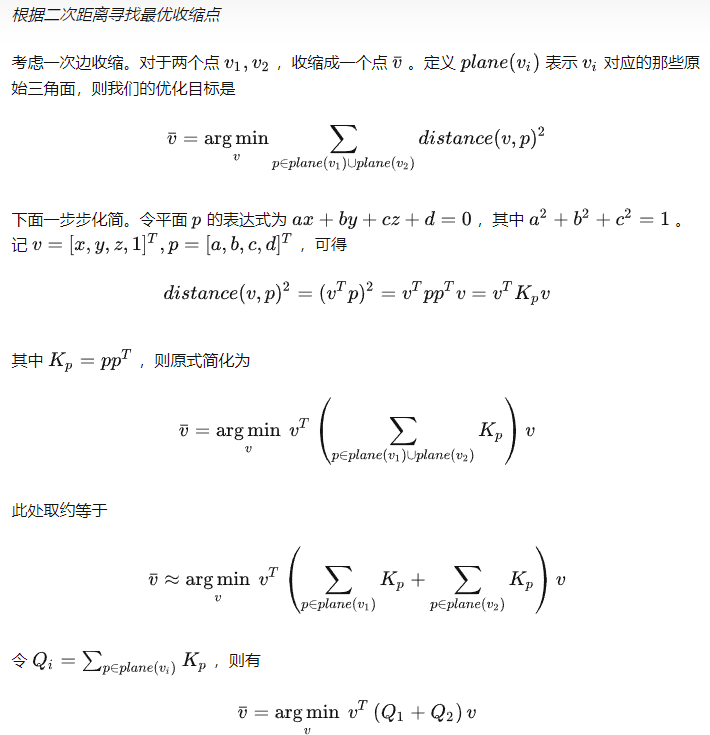 根据二次距离寻找最优收缩点
考虑一次边收缩。对于两个点 $v_1, v_2$ ，收缩成一个点 $\bar{v}$ 。定义 $plane(v_i)$ 表示 $v_i$ 对应的那些原
始三角面，则我们的优化目标是
$$\bar{v} = \underset{v}{\arg\min} \sum_{p \in plane(v_1) \cup plane(v_2)} distance(v, p)^2$$
下面一步步化简。令平面 $p$ 的表达式为 $ax + by + cz + d = 0$ ，其中 $a^2 + b^2 + c^2 = 1$ 。
记 $v = [x, y, z, 1]^T, p = [a, b, c, d]^T$ ，可得
$$distance(v, p)^2 = (v^T p)^2 = v^T p p^T v = v^T K_p v$$
其中 $K_p = pp^T$ ，则原式简化为
$$\bar{v} = \underset{v}{\arg\min} \; v^T \left( \sum_{p \in plane(v_1) \cup plane(v_2)} K_p \right) v$$
此处取约等于
$$\bar{v} \approx \underset{v}{\arg\min} \; v^T \left( \sum_{p \in plane(v_1)} K_p + \sum_{p \in plane(v_2)} K_p \right) v$$
令 $Q_i = \sum_{p \in plane(v_i)} K_p$ ，则有
$$\bar{v} = \underset{v}{\arg\min} \; v^T (Q_1 + Q_2) v$$